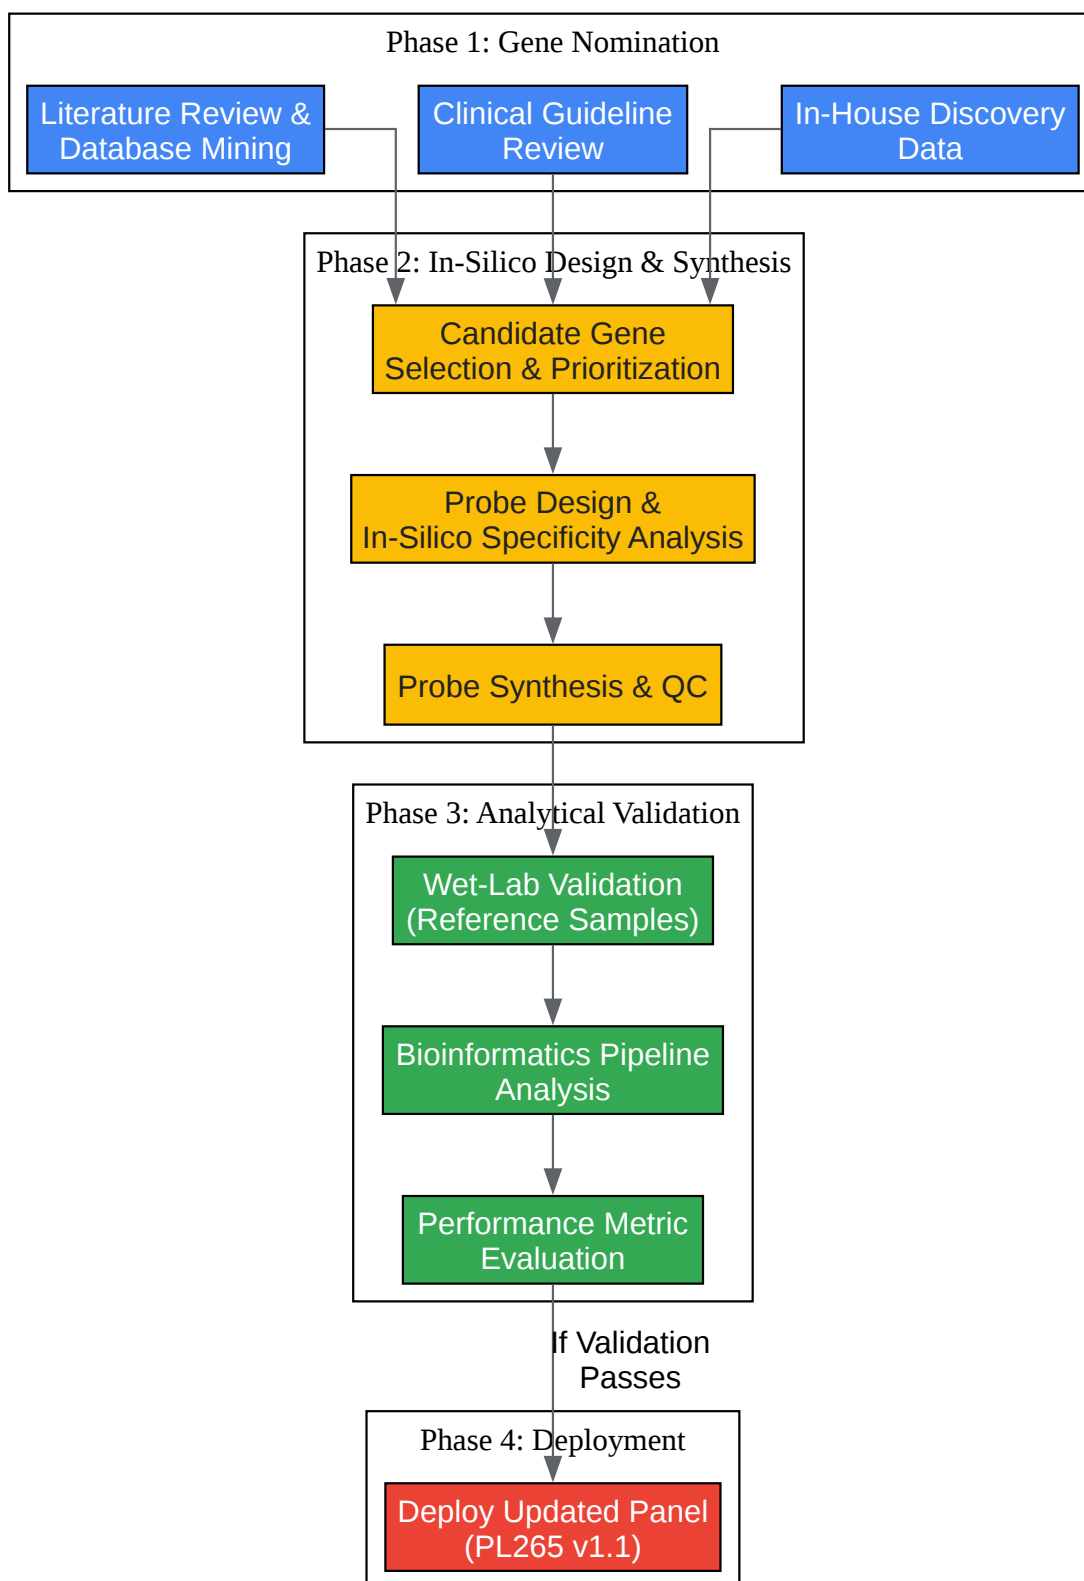 Phase 1: Gene Nomination
Literature Review &
Database Mining
Clinical Guideline
Review
In-House Discovery
Data
Phase 2: In-Silico Design & Synthesis
Candidate Gene
Selection & Prioritization
Probe Design &
In-Silico Specificity Analysis
Probe Synthesis & QC
Phase 3: Analytical Validation
Wet-Lab Validation
(Reference Samples)
Bioinformatics Pipeline
Analysis
Performance Metric
Evaluation
If Validation
Passes
Phase 4: Deployment
Deploy Updated Panel
(PL265 v1.1)